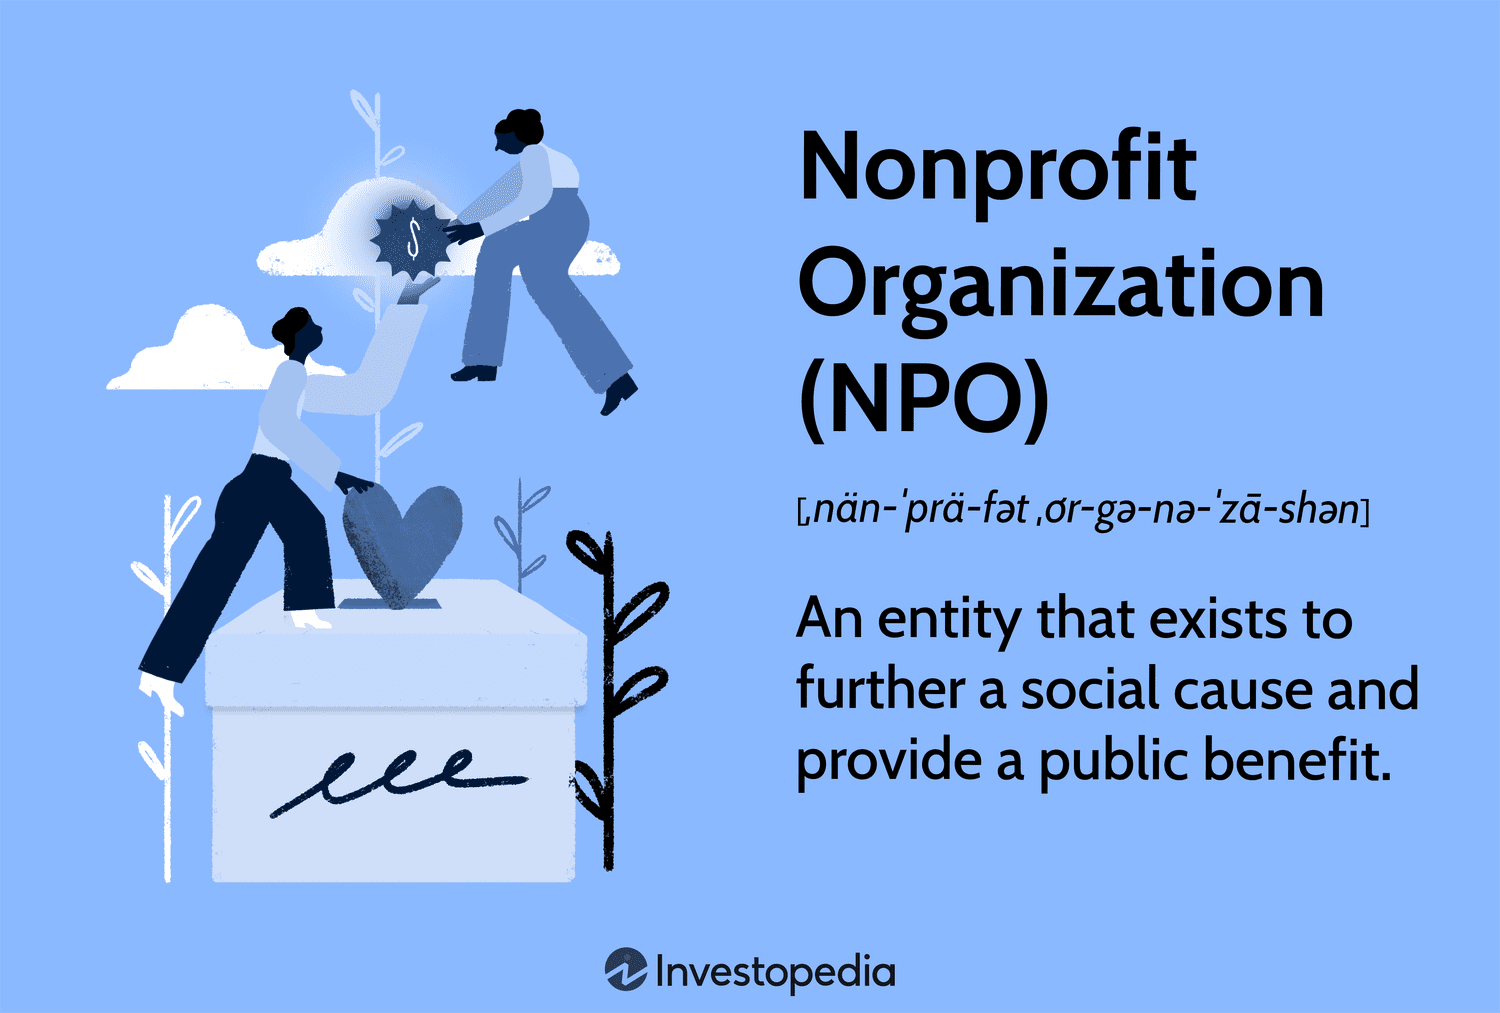 $
Nonprofit
Organization
(NPO)
[ˌnän-ˈprä-fət ˌȯr-gə-nə-ˈzā-shən]
An entity that exists to
further a social cause and
provide a public benefit.
Investopedia